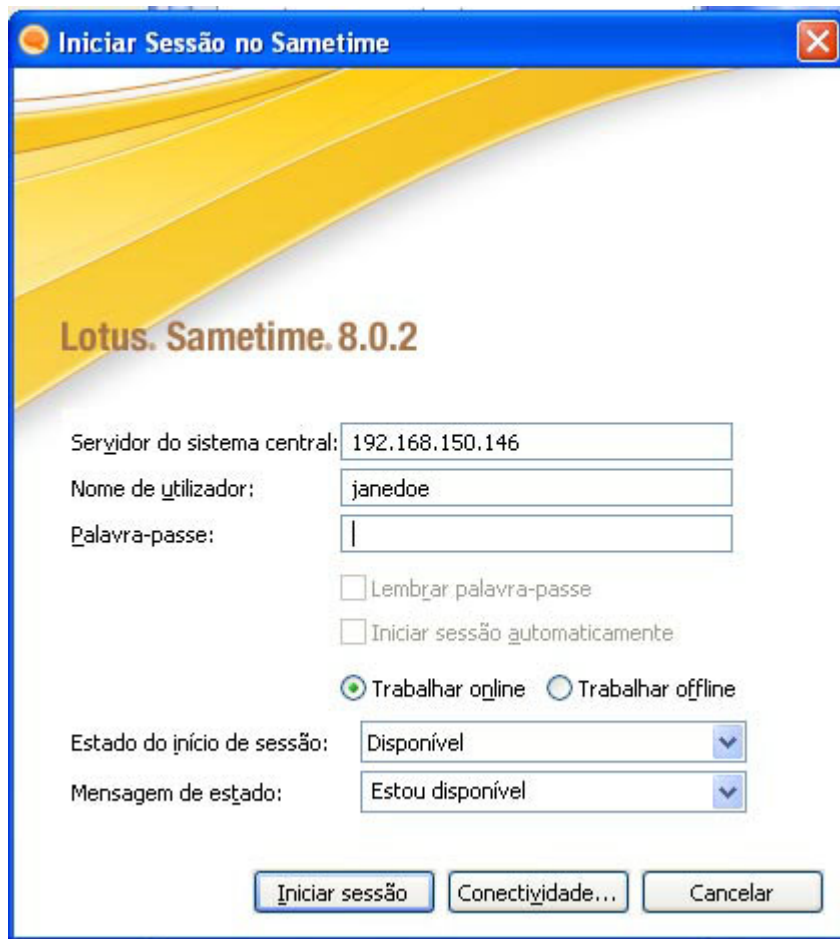 Iniciar Sessão no Sametime
Lotus. Sametime. 8.0.2
Servidor do sistema central: 192.168.150.146
Nome de utilizador: janedoe
Palavra-passe:
Lembrar palavra-passe
Iniciar sessão automaticamente
Trabalhar online Trabalhar offline
Estado do início de sessão: Disponível
Mensagem de estado: Estou disponível
Iniciar sessão Conectividade... Cancelar